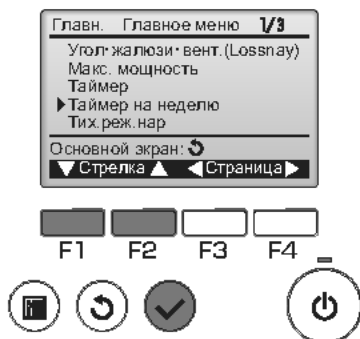 Главн. Главное меню 1/3
Угол·жалюзи·вент.(Lossnay)
Макс. мощность
Таймер
▶Таймер на неделю
Тих.реж.нар
Основной экран:
▼Стрелка▲ ◀Страница▶
F1 F2 F3 F4